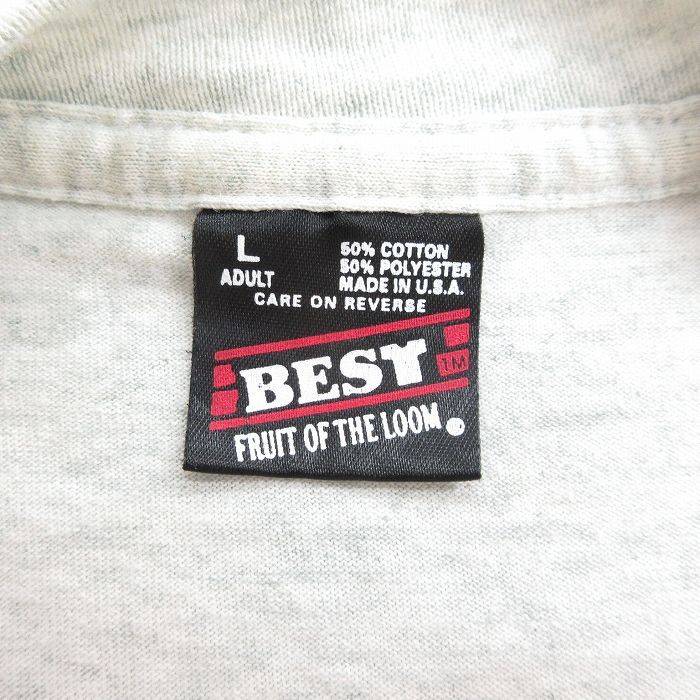 L
ADULT
50% COTTON
50% POLYESTER
MADE IN U.S.A.
CARE ON REVERSE
BEST
TM
FRUIT OF THE LOOM